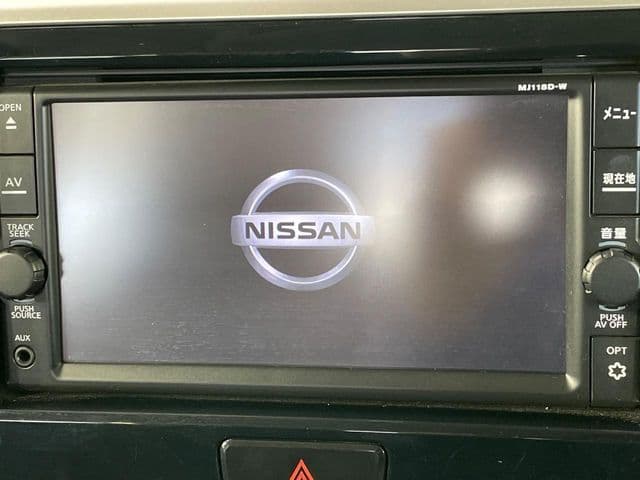 MJ118D-W
OPEN
AV
TRACK
SEEK
PUSH
SOURCE
AUX
NISSAN
メニュー
現在地
音量
PUSH
AV OFF
OPT